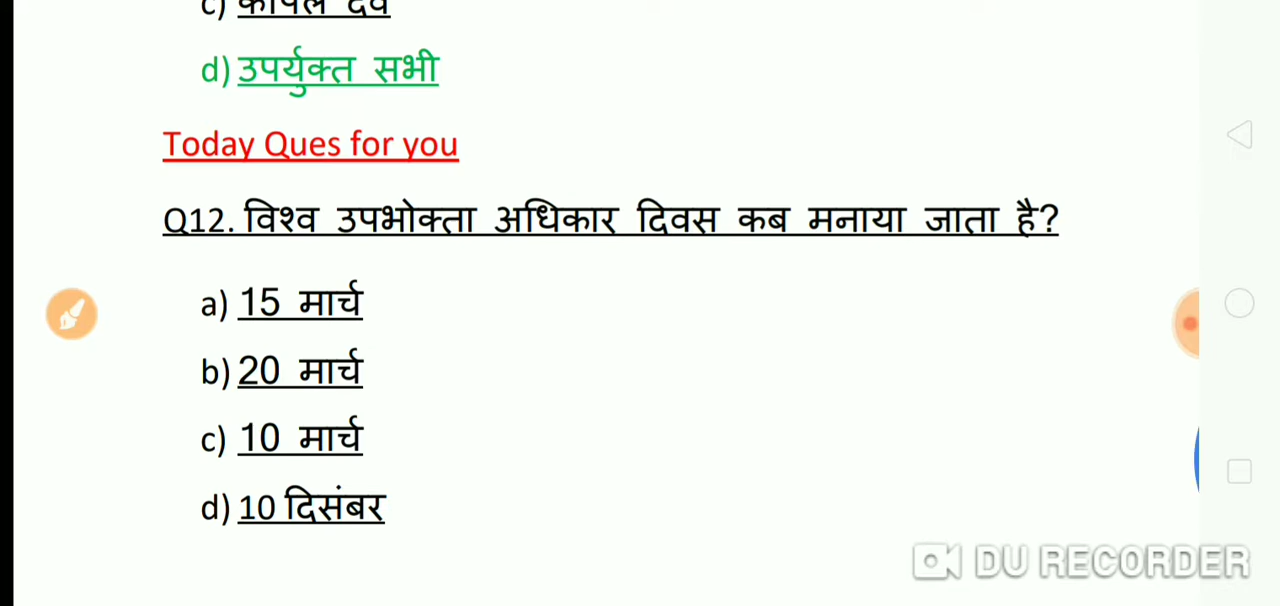 c) कपिल देव
d) उपर्युक्त सभी
Today Ques for you
Q12. विश्व उपभोक्ता अधिकार दिवस कब मनाया जाता है?
a) 15 मार्च
b) 20 मार्च
c) 10 मार्च
d) 10 दिसंबर
DU RECORDER